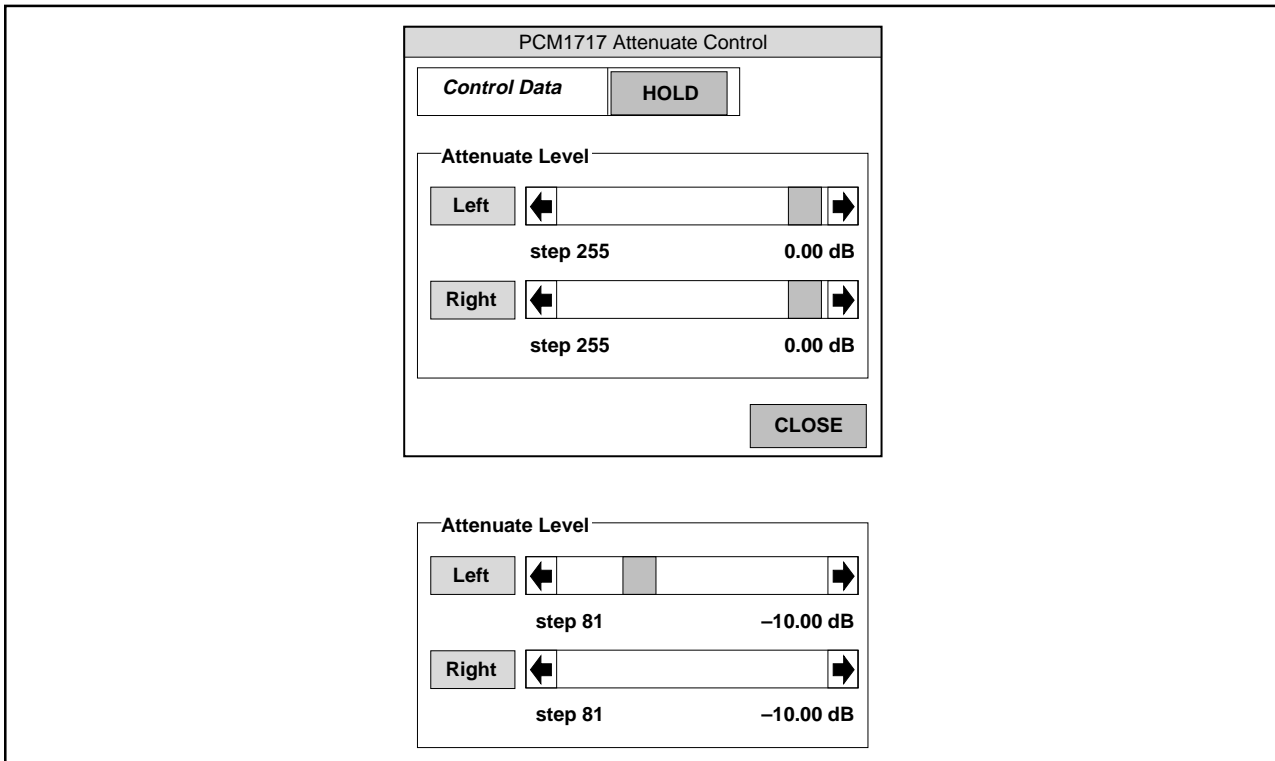 PCM1717 Attenuate Control
Control Data HOLD
Attenuate Level
Left
step 255 0.00 dB
Right
step 255 0.00 dB
CLOSE
Attenuate Level
Left
step 81 –10.00 dB
Right
step 81 –10.00 dB